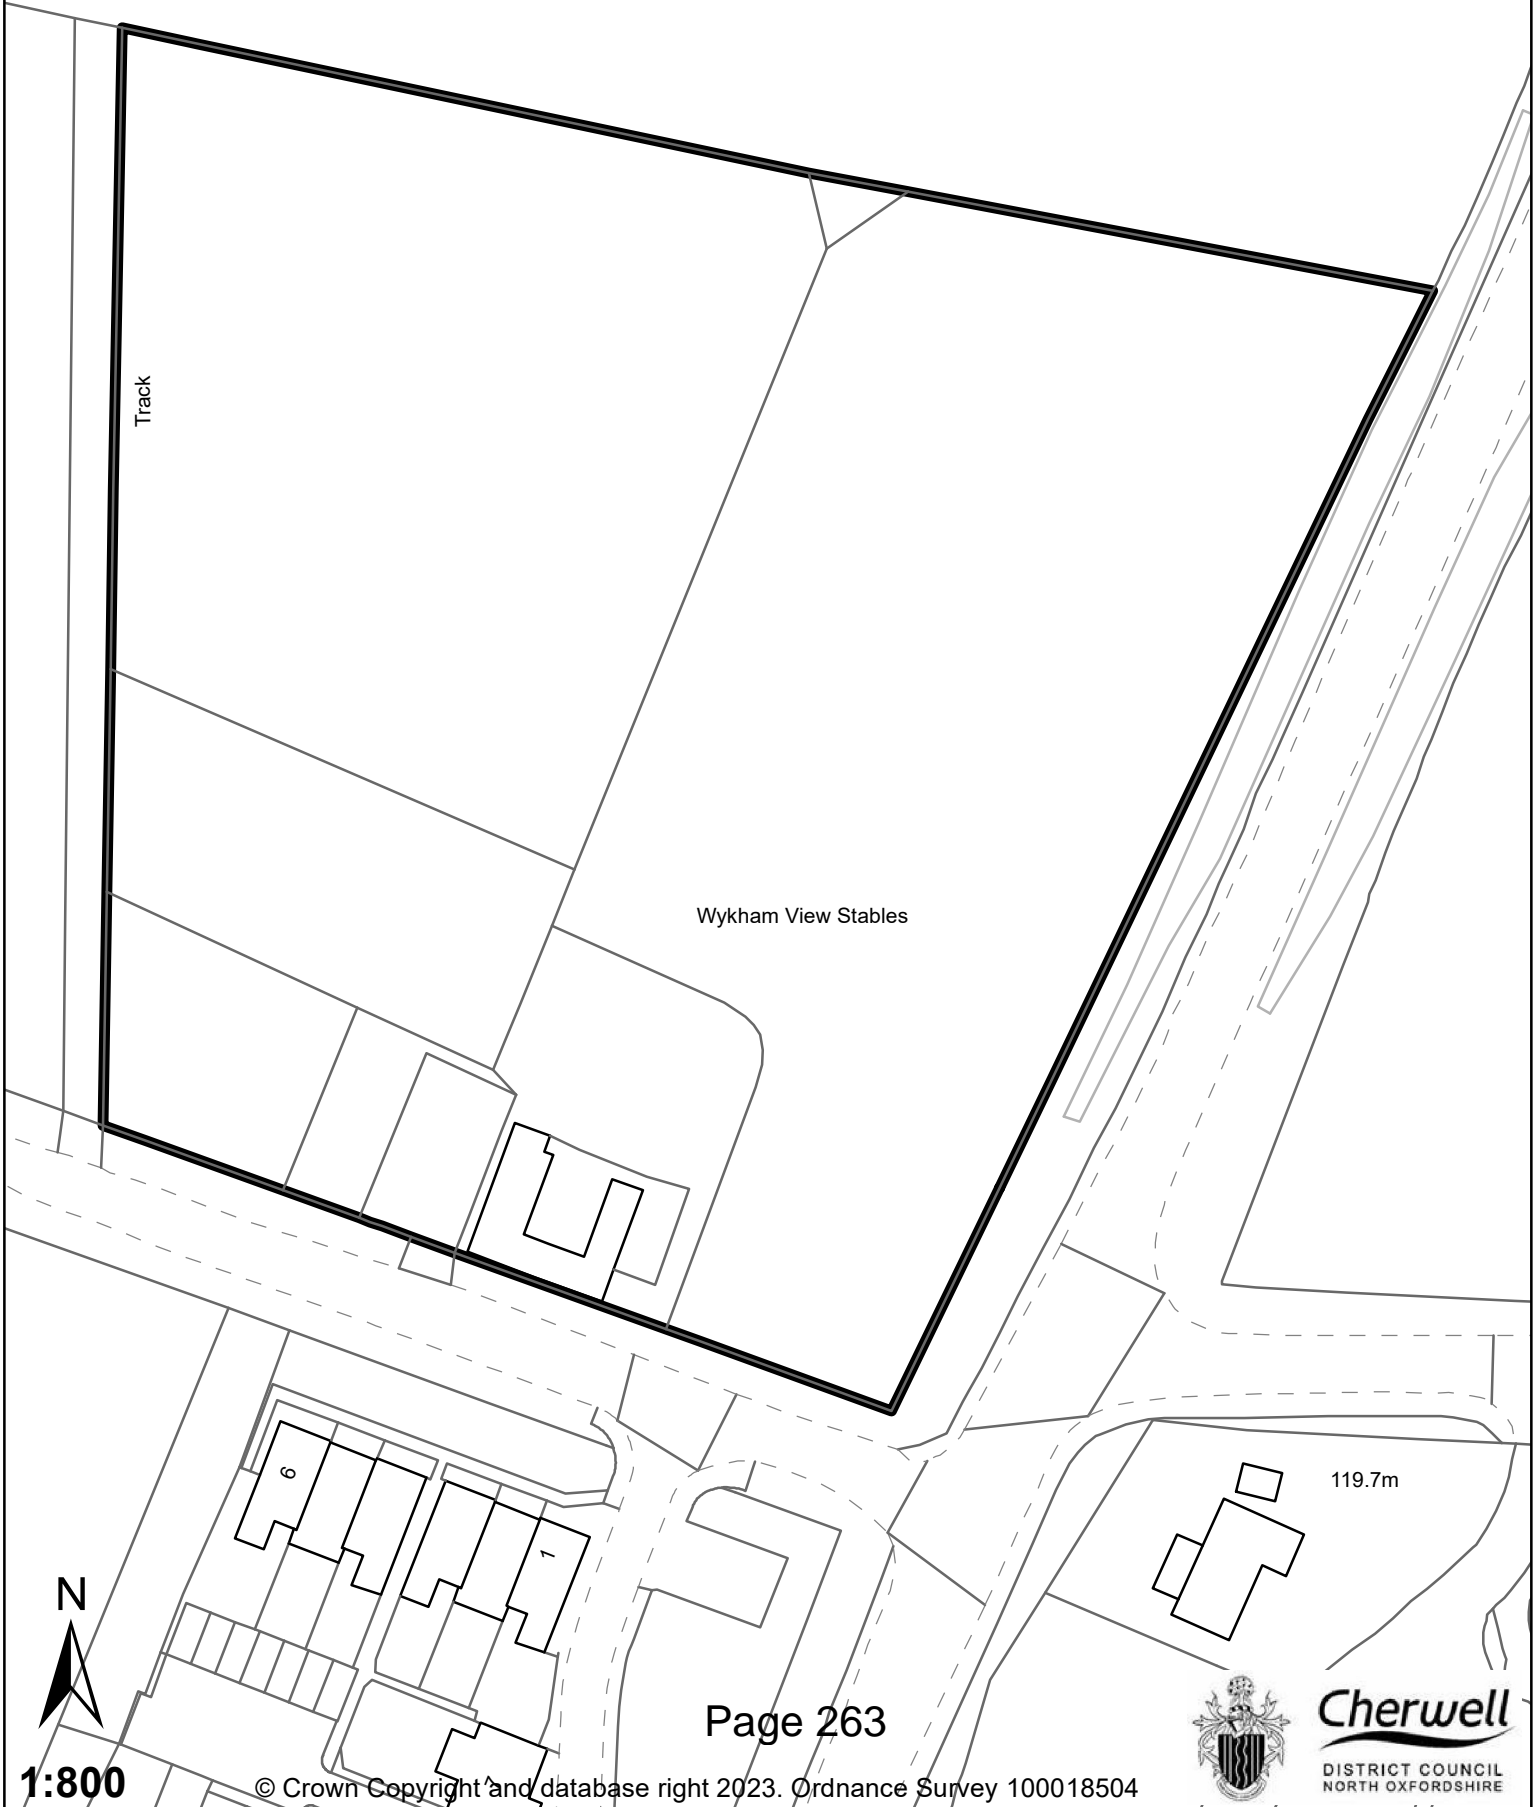 Track
Wykham View Stables
6
1
119.7m
N
7
Page 263
1:800
© Crown Copyright and database right 2023. Ordnance Survey 100018504
Cherwell
DISTRICT COUNCIL
NORTH OXFORDSHIRE